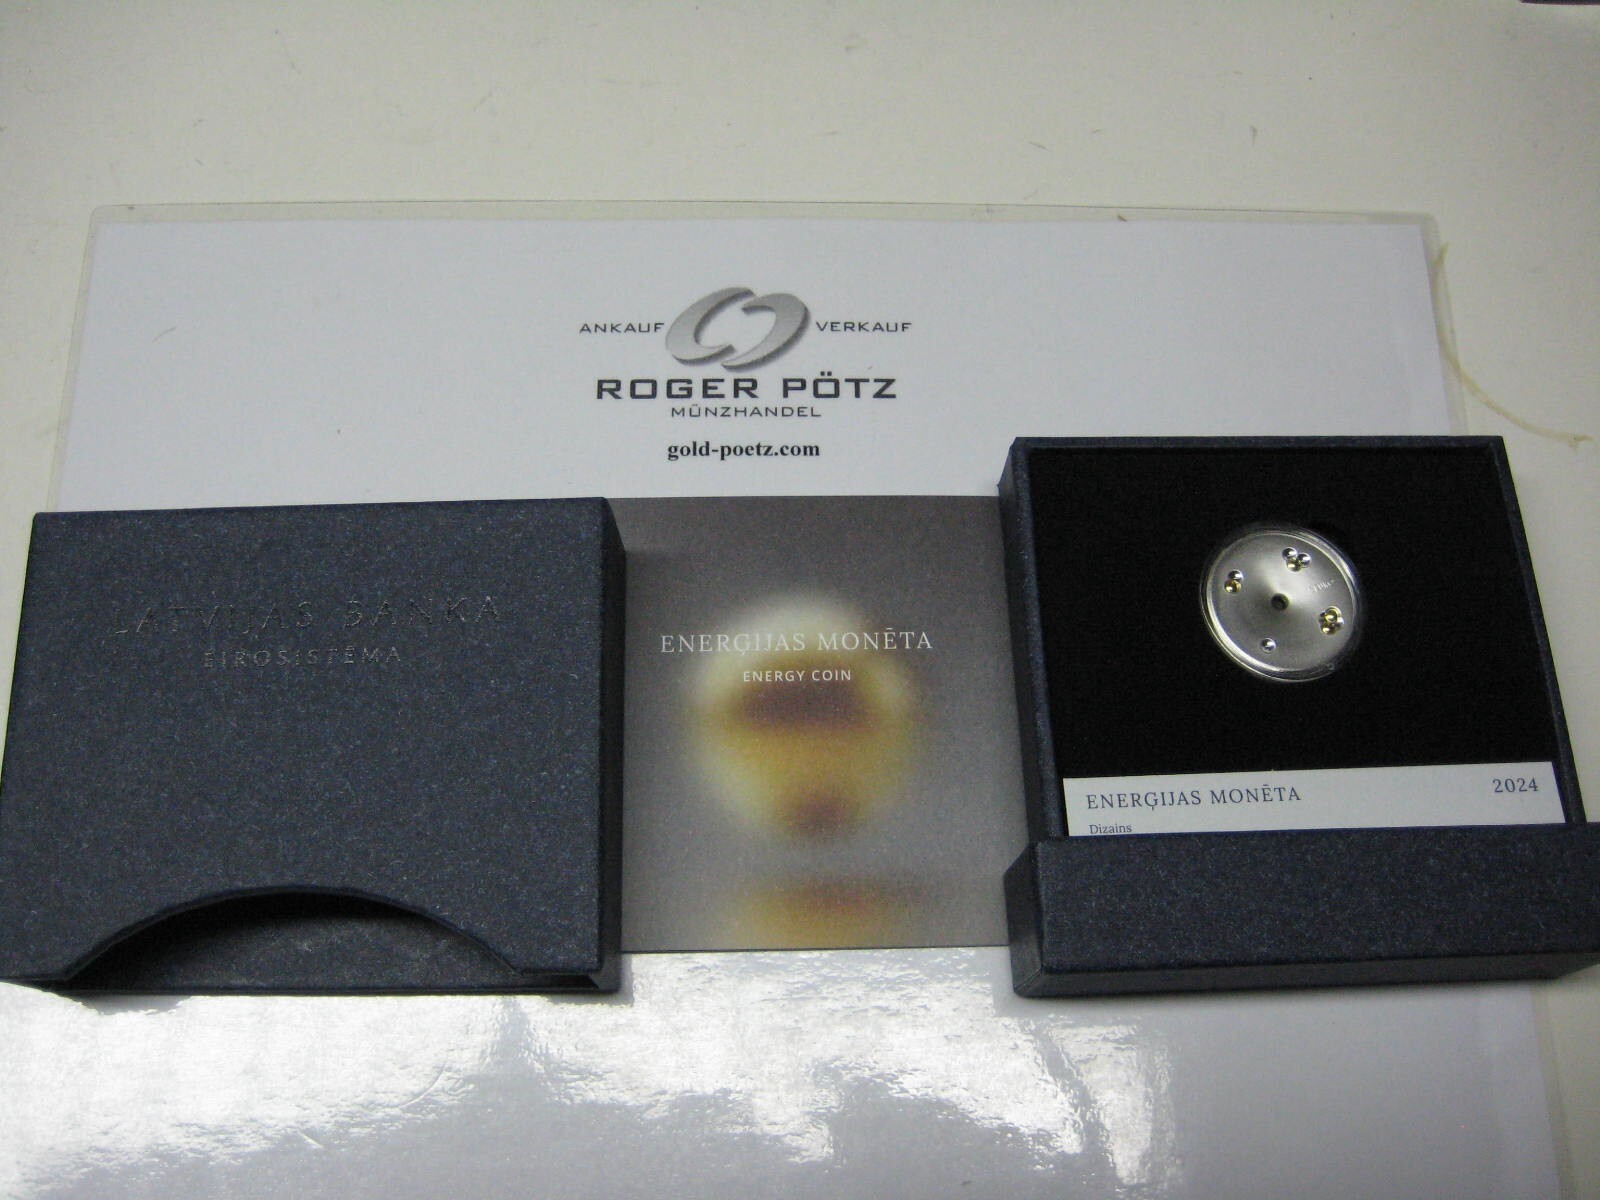 ANKAUF VERKAUF
ROGER PÖTZ
MÜNZHANDEL
gold-poetz.com
LATVIJAS BANKA
EIROSISTĒMA
ENERĢIJAS MONĒTA
ENERGY COIN
ENERĢIJAS MONĒTA 2024
Dizains